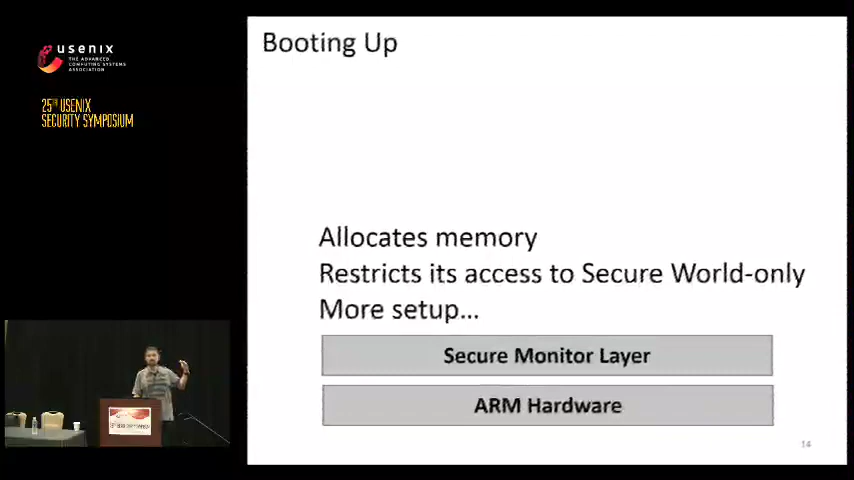 usenix
THE ADVANCED
COMPUTING SYSTEMS
ASSOCIATION
25TH USENIX
SECURITY SYMPOSIUM
Booting Up
Allocates memory
Restricts its access to Secure World-only
More setup...
Secure Monitor Layer
ARM Hardware
14